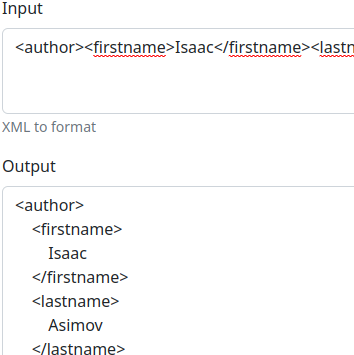 Input
<author><firstname>Isaac</firstname><lastn
XML to format
Output
<author>
<firstname>
Isaac
</firstname>
<lastname>
Asimov
</lastname>